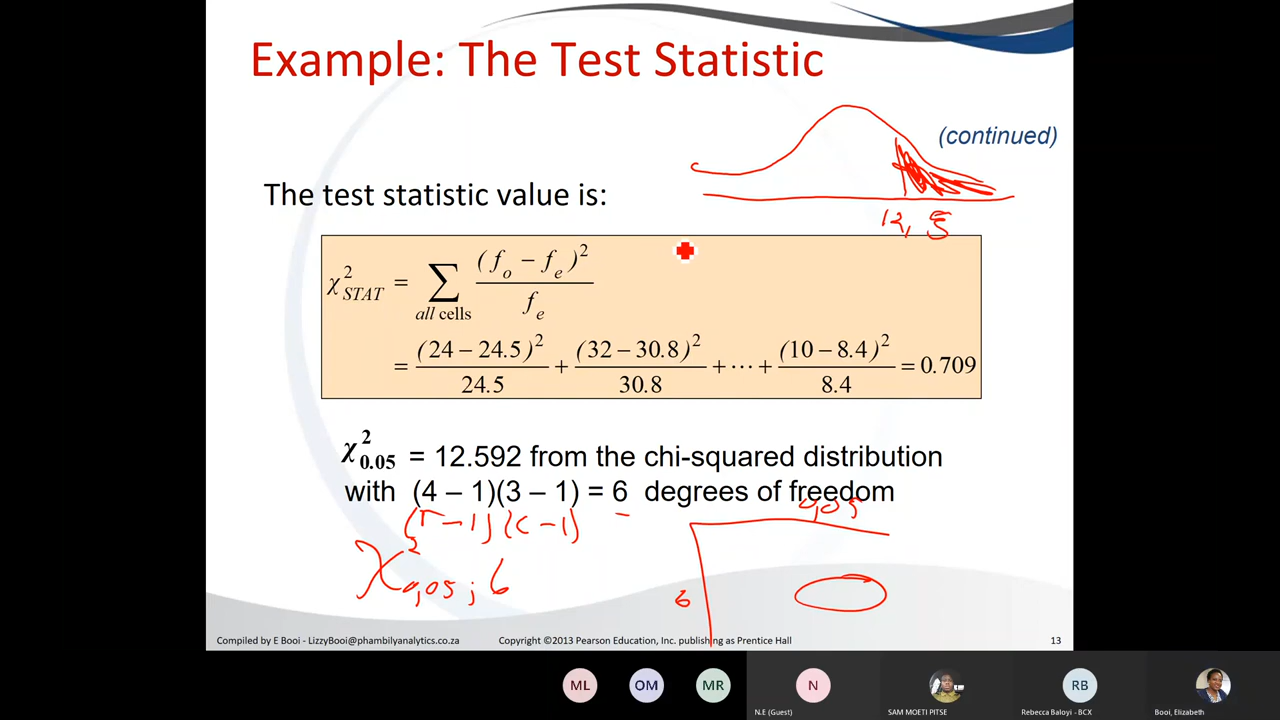 Example: The Test Statistic
(continued)
The test statistic value is:
12,5
χ²STAT = ∑ all cells (fo − fe)² / fe
= (24 − 24.5)² / 24.5 + (32 − 30.8)² / 30.8 + ⋯ + (10 − 8.4)² / 8.4 = 0.709
χ²0.05 = 12.592 from the chi-squared distribution
with (4 – 1)(3 – 1) = 6 degrees of freedom
(r − 1)(c − 1)
0,05
χ²0,05; 6
6
Compiled by E Booi - LizzyBooi@phambilyanalytics.co.za
Copyright ©2013 Pearson Education, Inc. publishing as Prentice Hall
13
ML
OM
MR
N
RB
N.E (Guest)
SAM MOETI PITSE
Rebecca Baloyi - BCX
Booi, Elizabeth